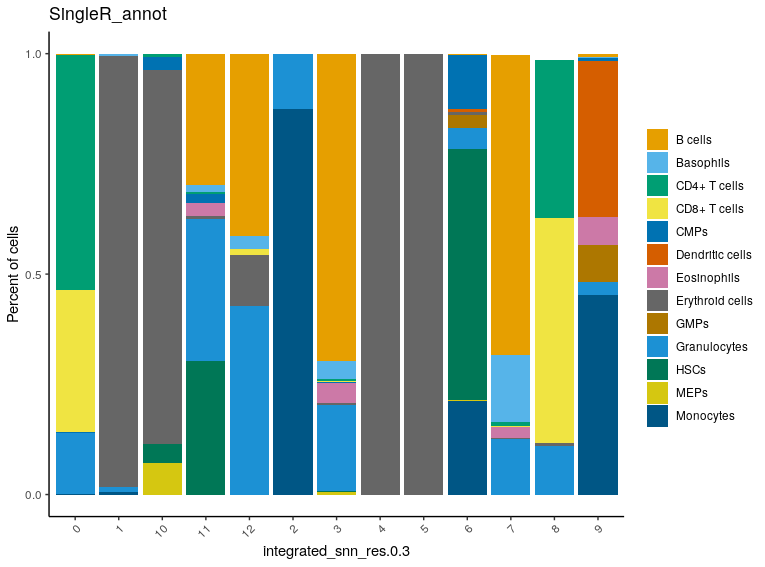 SingleR_annot
1.0
0.5
0.0
Percent of cells
0 1 10 11 12 2 3 4 5 6 7 8 9
integrated_snn_res.0.3
B cells
Basophils
CD4+ T cells
CD8+ T cells
CMPs
Dendritic cells
Eosinophils
Erythroid cells
GMPs
Granulocytes
HSCs
MEPs
Monocytes